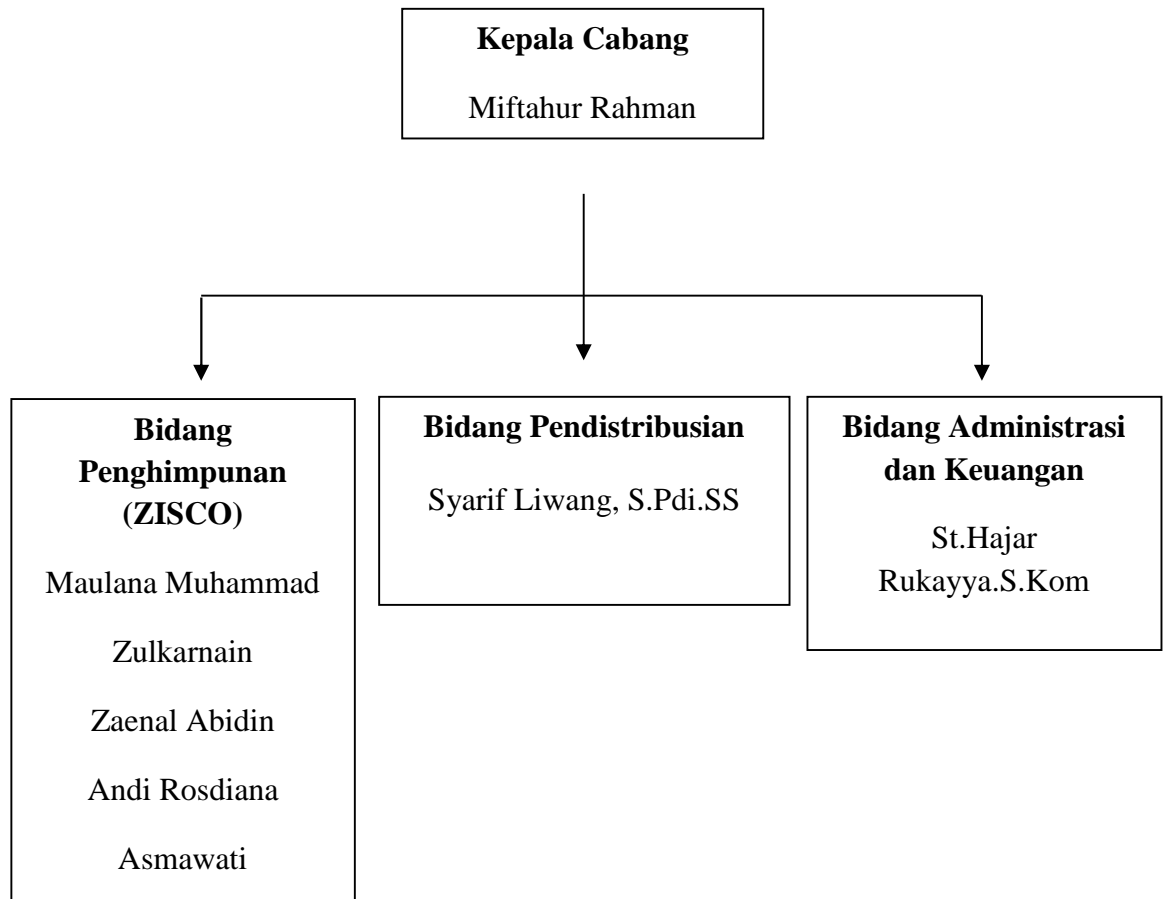 Kepala Cabang
Miftahur Rahman
Bidang
Penghimpunan
(ZISCO)
Maulana Muhammad
Zulkarnain
Zaenal Abidin
Andi Rosdiana
Asmawati
Bidang Pendistribusian
Syarif Liwang, S.Pdi.SS
Bidang Administrasi
dan Keuangan
St.Hajar
Rukayya.S.Kom